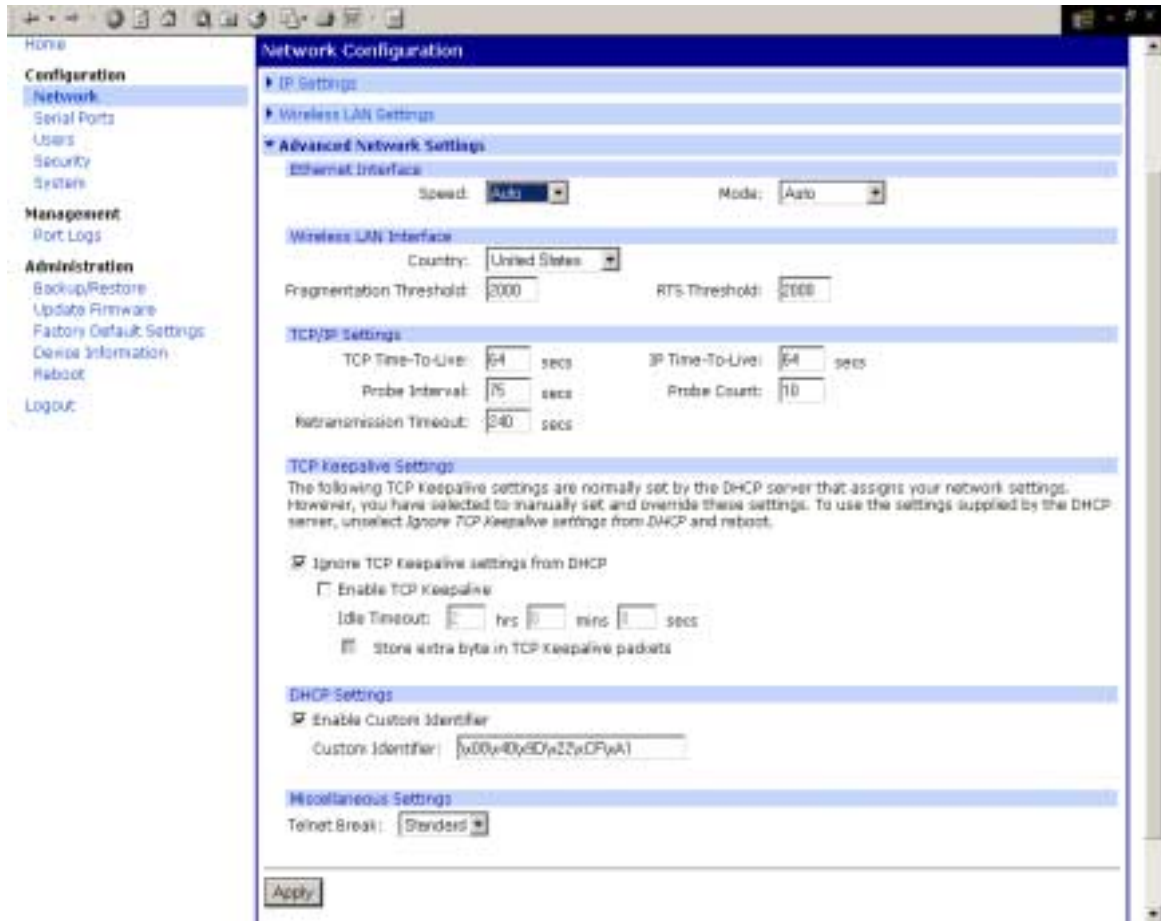 Home
Configuration
Network
Serial Ports
Users
Security
System
Management
Port Logs
Administration
Backup/Restore
Update Firmware
Factory Default Settings
Device Information
Reboot
Logout
Network Configuration
IP Settings
Wireless LAN Settings
Advanced Network Settings
Ethernet Interface
Speed: Auto Mode: Auto
Wireless LAN Interface
Country: United States
Fragmentation Threshold: 2000 RTS Threshold: 2000
TCP/IP Settings
TCP Time-To-Live: 64 secs IP Time-To-Live: 64 secs
Probe Interval: 75 secs Probe Count: 10
Retransmission Timeout: 240 secs
TCP Keepalive Settings
The following TCP Keepalive settings are normally set by the DHCP server that assigns your network settings.
However, you have selected to manually set and override these settings. To use the settings supplied by the DHCP
server, unselect Ignore TCP Keepalive settings from DHCP and reboot.
Ignore TCP Keepalive settings from DHCP
Enable TCP Keepalive
Idle Timeout: 2 hrs mins secs
Store extra byte in TCP Keepalive packets
DHCP Settings
Enable Custom Identifier
Custom Identifier: \x00\x40\x9D\x22\xCF\xA1
Miscellaneous Settings
Telnet Break: Standard
Apply